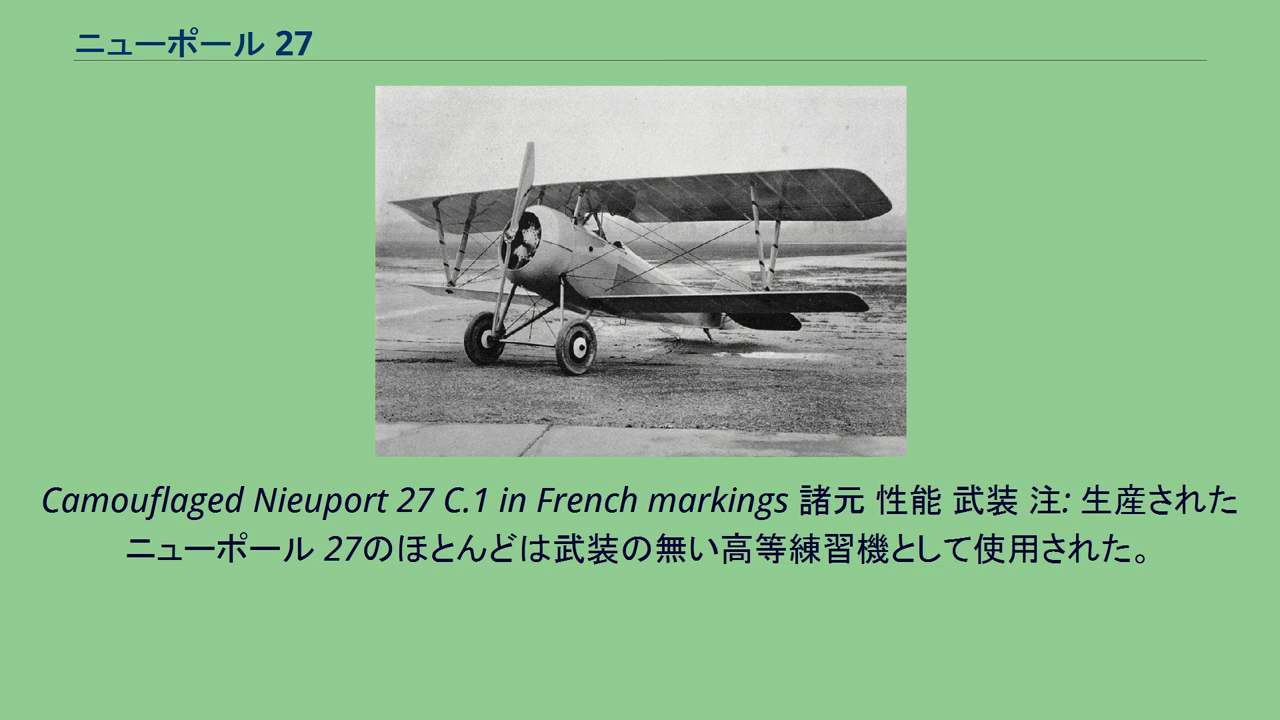 ニューポール 27
Camouflaged Nieuport 27 C.1 in French markings 諸元 性能 武装 注: 生産された
ニューポール 27のほとんどは武装の無い高等練習機として使用された。